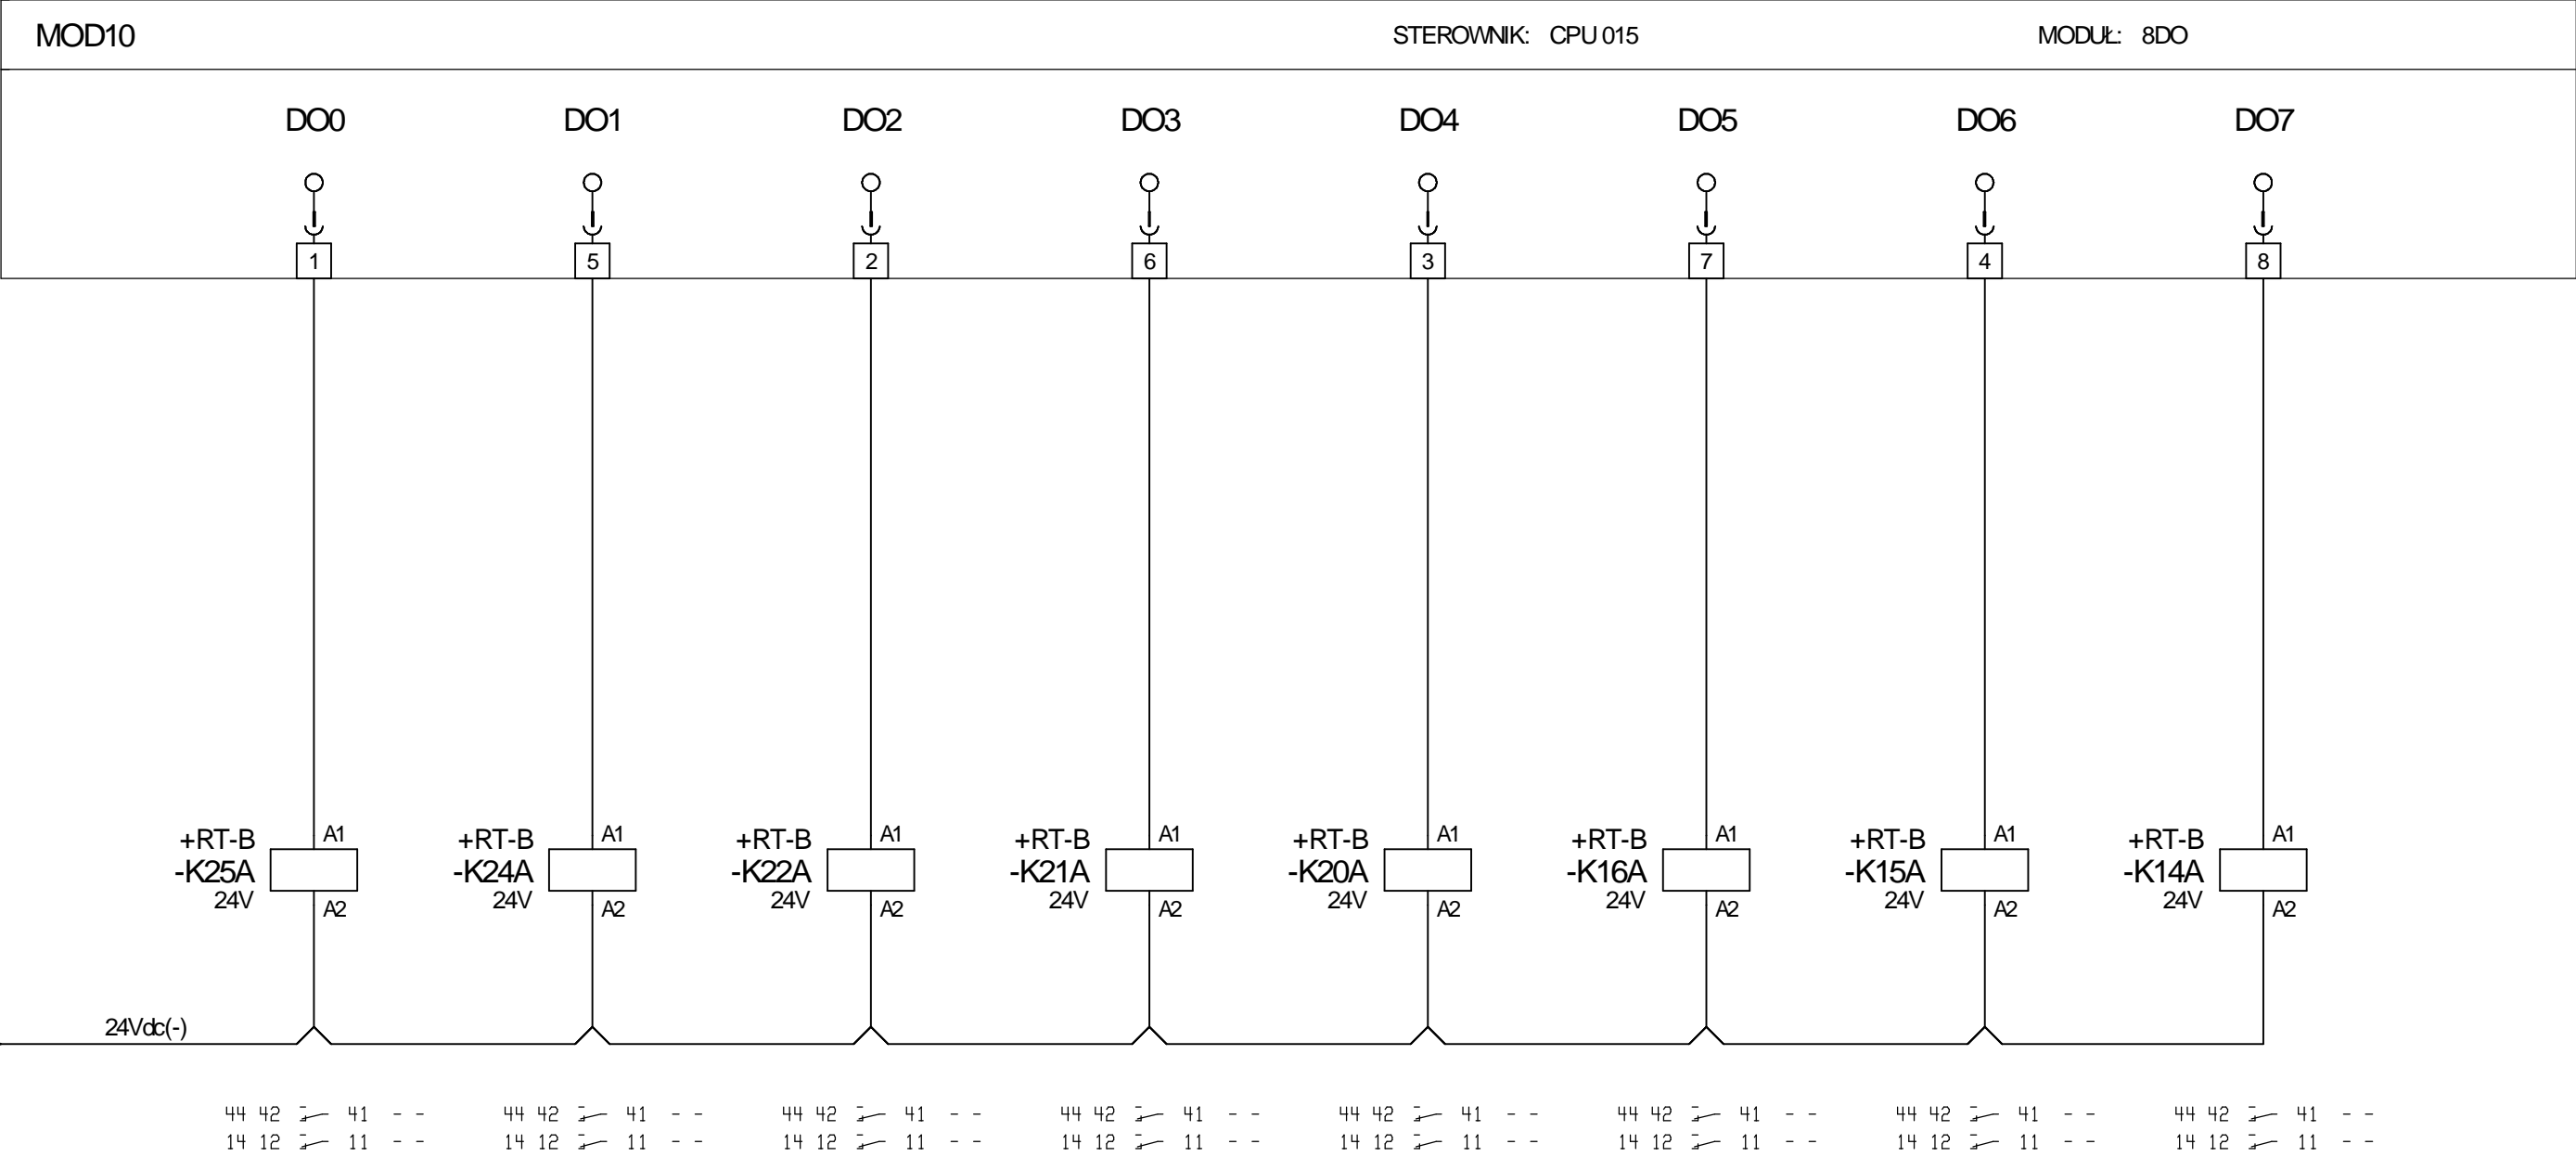 MOD10 STEROWNIK: CPU 015 MODUŁ: 8DO
DO0 DO1 DO2 DO3 DO4 DO5 DO6 DO7
1 5 2 6 3 7 4 8
A1 A1 A1 A1 A1 A1 A1 A1
+RT-B +RT-B +RT-B +RT-B +RT-B +RT-B +RT-B +RT-B
-K25A -K24A -K22A -K21A -K20A -K16A -K15A -K14A
24V 24V 24V 24V 24V 24V 24V 24V
A2 A2 A2 A2 A2 A2 A2 A2
24Vdc(-)
44 42 41 - - 44 42 41 - - 44 42 41 - - 44 42 41 - - 44 42 41 - - 44 42 41 - - 44 42 41 - - 44 42 41 - -
14 12 11 - - 14 12 11 - - 14 12 11 - - 14 12 11 - - 14 12 11 - - 14 12 11 - - 14 12 11 - - 14 12 11 - -